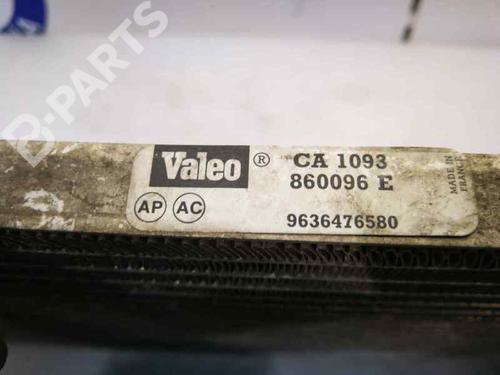 B-PARTS
Valeo ® CA 1093
860096 E
MADE IN FRANCE
AP AC
9636476580